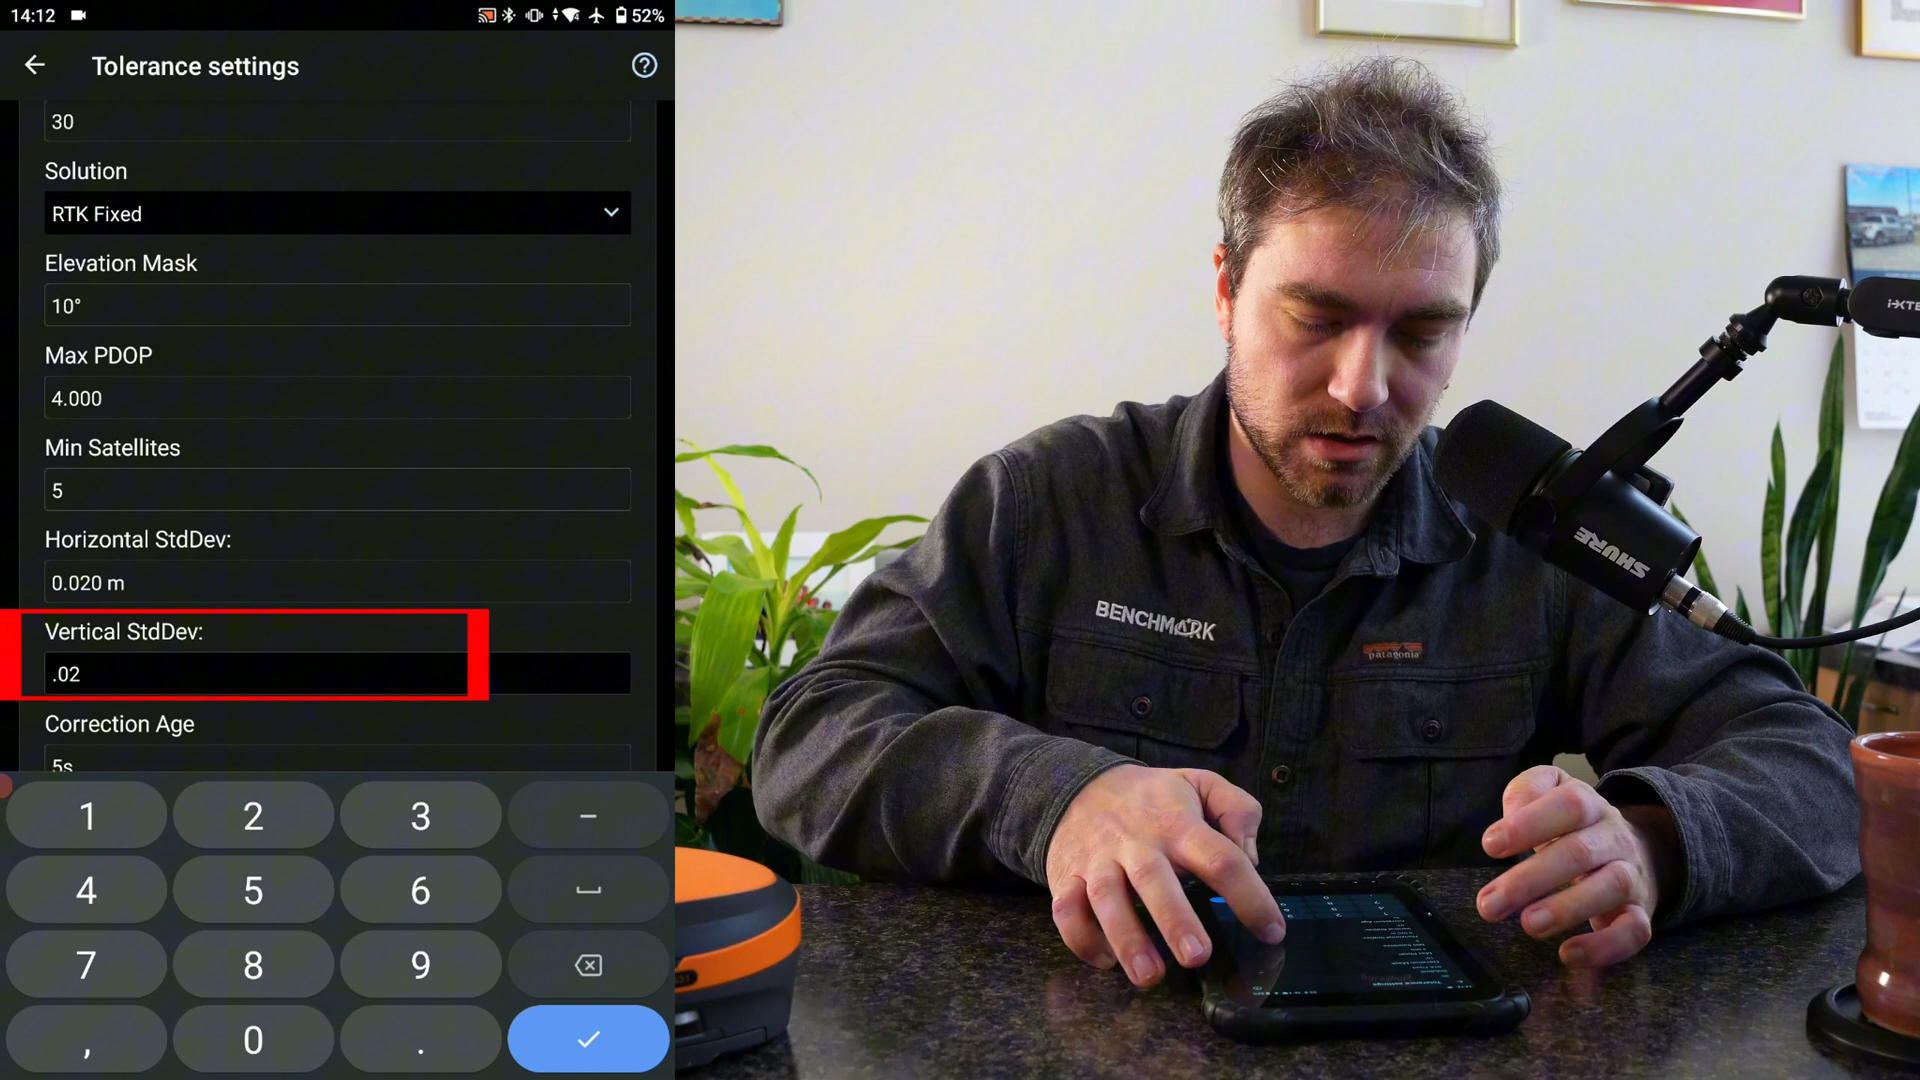 14:12
52%
Tolerance settings
30
Solution
RTK Fixed
Elevation Mask
10°
Max PDOP
4.000
Min Satellites
5
Horizontal StdDev:
0.020 m
Vertical StdDev:
.02
Correction Age
5s
1 2 3 –
4 5 6
7 8 9
, 0 .
BENCHMARK
patagonia
SHURE